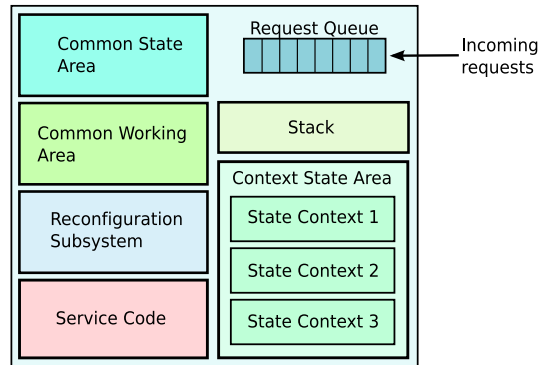 Common State
Area
Request Queue
Incoming
requests
Common Working
Area
Stack
Context State Area
Reconfiguration
Subsystem
State Context 1
State Context 2
Service Code
State Context 3